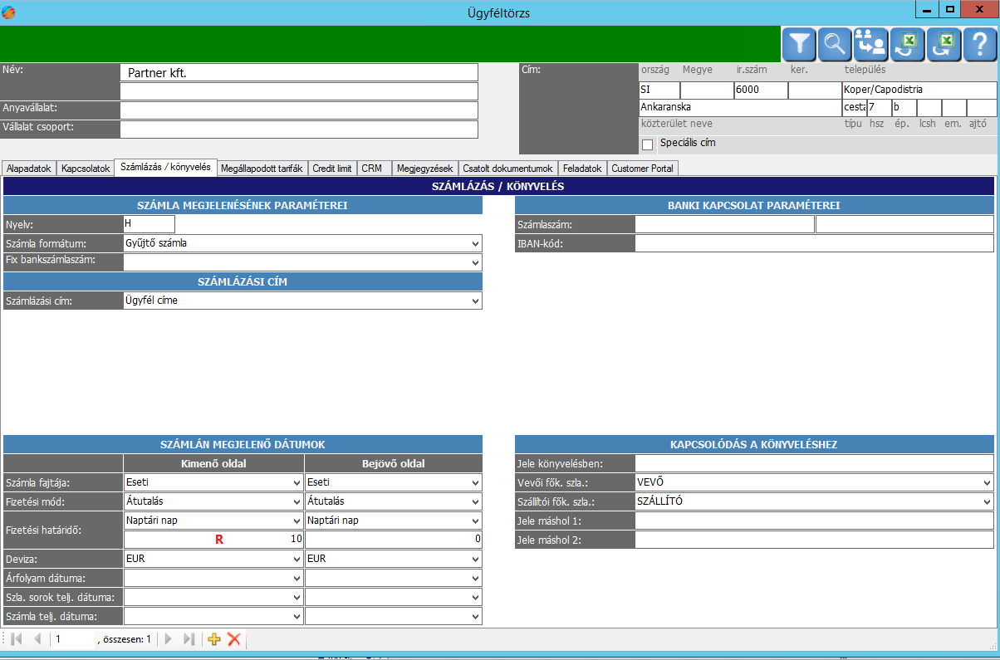 Ügyféltörzs
Név:
Partner kft.
Anyavállalat:
Vállalat csoport:
Cím:
ország Megye ir.szám ker. település
SI 6000 Koper/Capodistria
Ankaranska cesta 7 b
közterület neve típu hsz ép. lcsh em. ajtó
Speciális cím
Alapadatok Kapcsolatok Számlázás / könyvelés Megállapodott tarifák Credit limit CRM Megjegyzések Csatolt dokumentumok Feladatok Customer Portal
SZÁMLÁZÁS / KÖNYVELÉS
SZÁMLA MEGJELENÉSÉNEK PARAMÉTEREI
Nyelv: H
Számla formátum: Gyűjtő számla
Fix bankszámlaszám:
SZÁMLÁZÁSI CÍM
Számlázási cím: Ügyfél címe
BANKI KAPCSOLAT PARAMÉTEREI
Számlaszám:
IBAN-kód:
SZÁMLÁN MEGJELENŐ DÁTUMOK
Kimenő oldal Bejövő oldal
Számla fajtája: Eseti Eseti
Fizetési mód: Átutalás Átutalás
Fizetési határidő: Naptári nap Naptári nap
R 10 0
Deviza: EUR EUR
Árfolyam dátuma:
Szla. sorok telj. dátuma:
Számla telj. dátuma:
KAPCSOLÓDÁS A KÖNYVELÉSHEZ
Jele könyvelésben:
Vevői fők. szla.: VEVŐ
Szállítói fők. szla.: SZÁLLÍTÓ
Jele máshol 1:
Jele máshol 2:
1 , összesen: 1